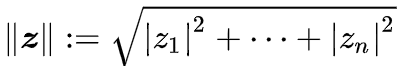 ‖𝒛‖ := √(|z₁|² + ⋯ + |zₙ|²)